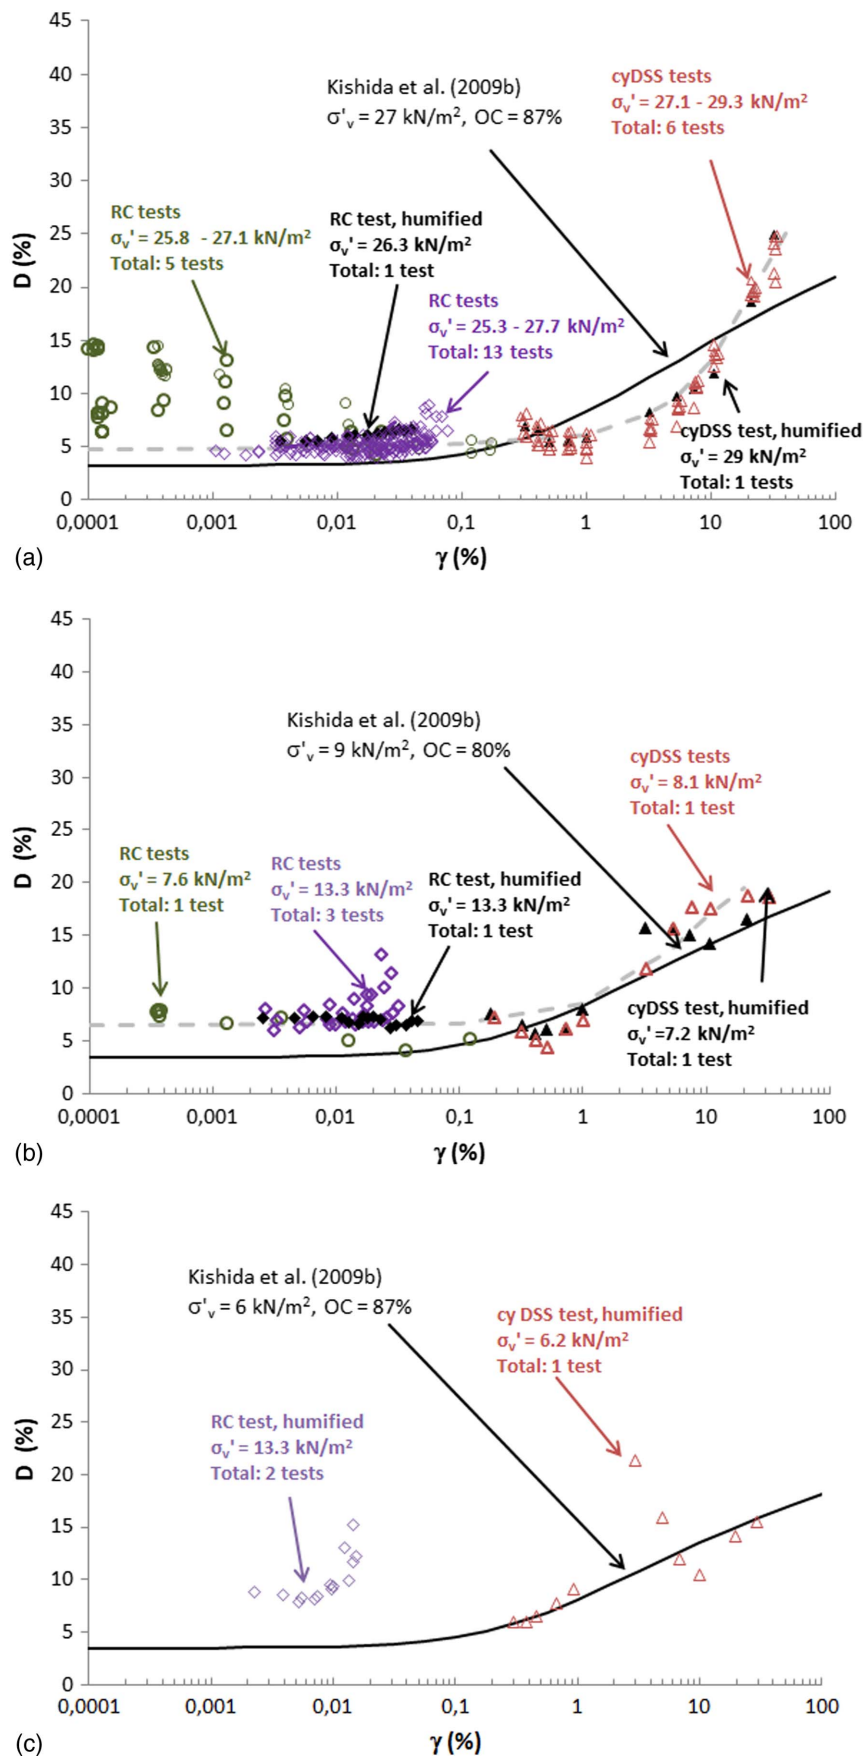 45
40
35
30
25
20
15
10
5
0
D (%)
Kishida et al. (2009b)
σ'v = 27 kN/m², OC = 87%
cyDSS tests
σv' = 27.1 - 29.3 kN/m²
Total: 6 tests
RC tests
σv' = 25.8 - 27.1 kN/m²
Total: 5 tests
RC test, humified
σv' = 26.3 kN/m²
Total: 1 test
RC tests
σv' = 25.3 - 27.7 kN/m²
Total: 13 tests
cyDSS test, humified
σv' = 29 kN/m²
Total: 1 tests
0,0001 0,001 0,01 0,1 1 10 100
γ (%)
(a)
45
40
35
30
25
20
15
10
5
0
D (%)
Kishida et al. (2009b)
σ'v = 9 kN/m², OC = 80%
cyDSS tests
σv' = 8.1 kN/m²
Total: 1 test
RC tests
σv' = 7.6 kN/m²
Total: 1 test
RC tests
σv' = 13.3 kN/m²
Total: 3 tests
RC test, humified
σv' = 13.3 kN/m²
Total: 1 test
cyDSS test, humified
σv' =7.2 kN/m²
Total: 1 test
0,0001 0,001 0,01 0,1 1 10 100
γ (%)
(b)
45
40
35
30
25
20
15
10
5
0
D (%)
Kishida et al. (2009b)
σ'v = 6 kN/m², OC = 87%
cy DSS test, humified
σv' = 6.2 kN/m²
Total: 1 test
RC test, humified
σv' = 13.3 kN/m²
Total: 2 tests
0,0001 0,001 0,01 0,1 1 10 100
γ (%)
(c)